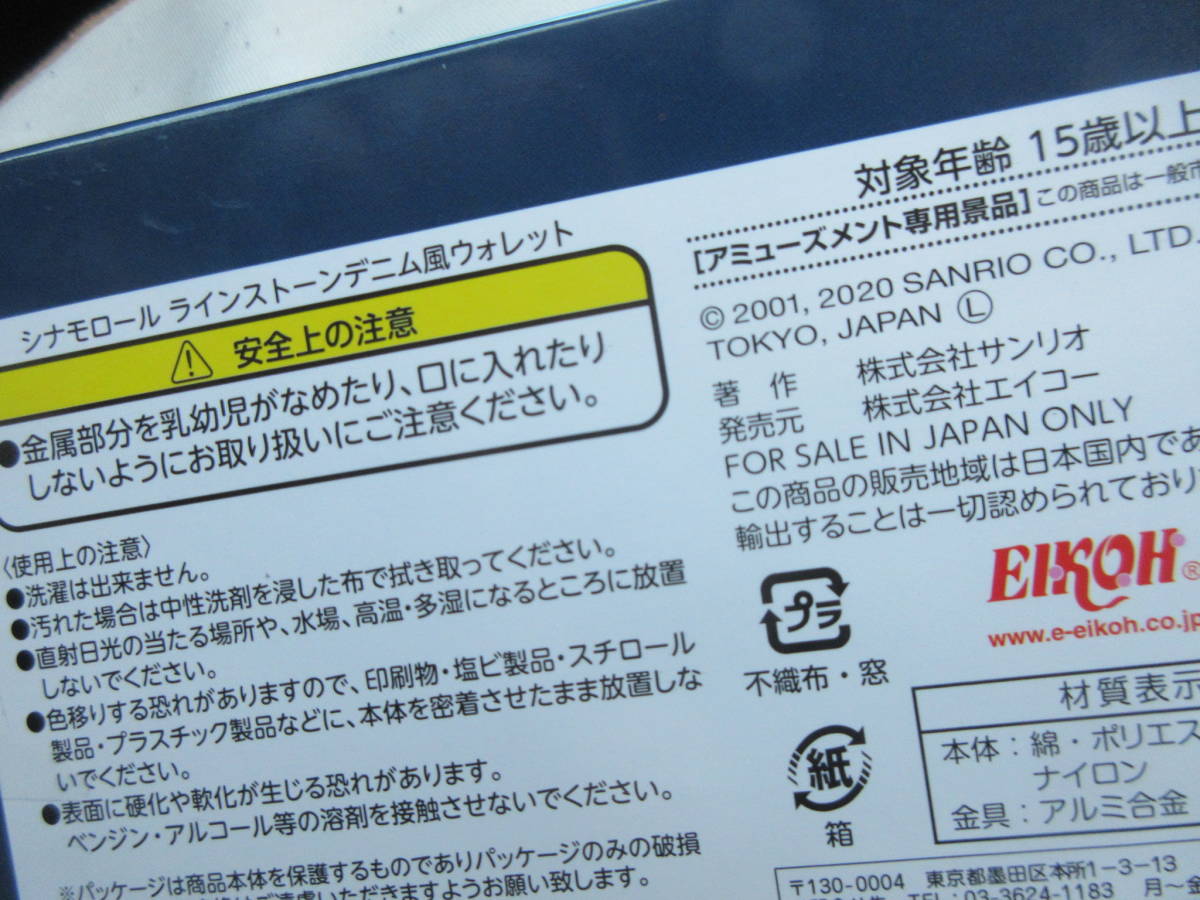 シナモロール ラインストーンデニム風ウォレット
安全上の注意
●金属部分を乳幼児がなめたり、口に入れたり
しないようにお取り扱いにご注意ください。
〈使用上の注意〉
●洗濯は出来ません。
●汚れた場合は中性洗剤を浸した布で拭き取ってください。
●直射日光の当たる場所や、水場、高温・多湿になるところに放置
しないでください。
●色移りする恐れがありますので、印刷物・塩ビ製品・スチロール
製品・プラスチック製品などに、本体を密着させたまま放置しな
いでください。
●表面に硬化や軟化が生じる恐れがあります。
ベンジン・アルコール等の溶剤を接触させないでください。
※パッケージは商品本体を保護するものでありパッケージのみの破損
ご遠慮いただきますようお願い致します。
対象年齢 15歳以上
[アミューズメント専用景品]この商品は一般市
© 2001, 2020 SANRIO CO., LTD.
TOKYO, JAPAN Ⓛ
著作 株式会社サンリオ
発売元 株式会社エイコー
FOR SALE IN JAPAN ONLY
この商品の販売地域は日本国内であ
輸出することは一切認められており
EIKOH®
www.e-eikoh.co.jp
プラ
不織布・窓
紙
箱
材質表示
本体：綿・ポリエス
ナイロン
金具：アルミ合金
〒130-0004 東京都墨田区本所1-3-13
TEL:03-3624-1183 月～金